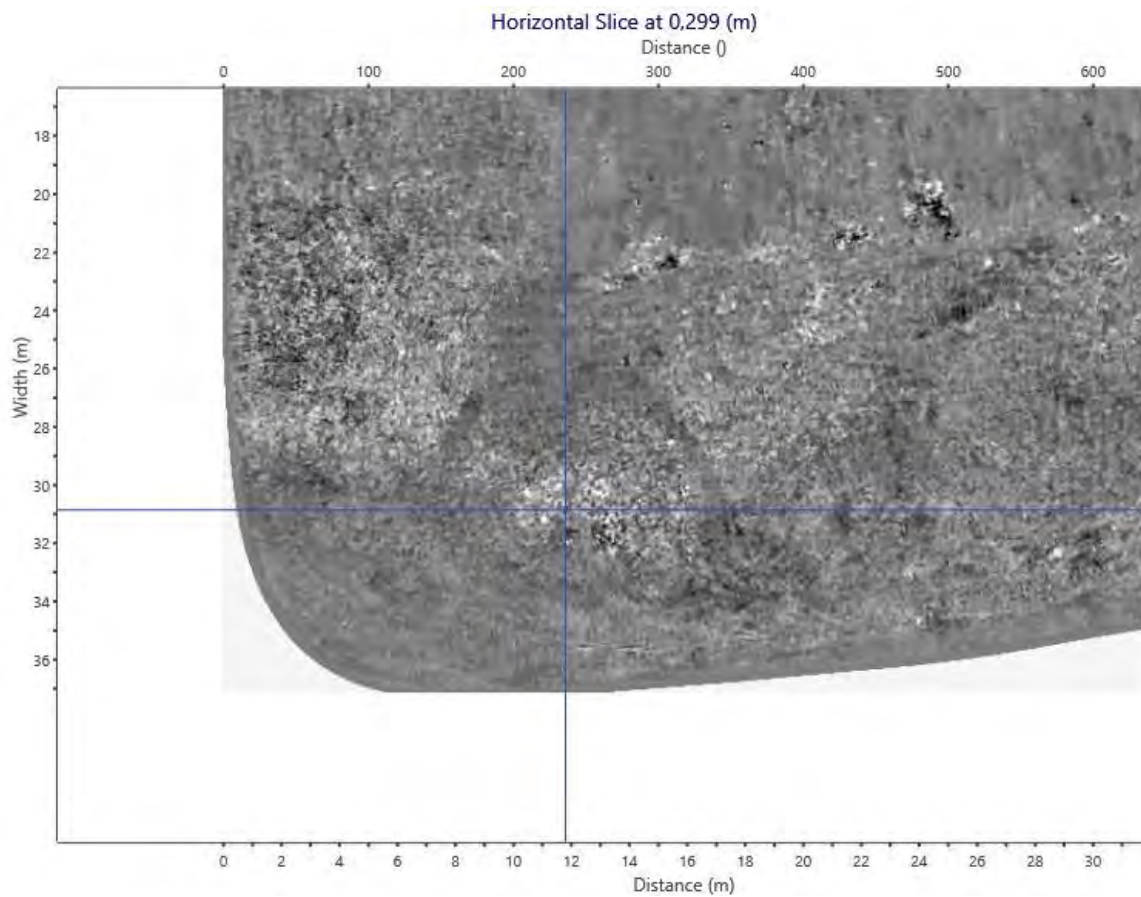 Horizontal Slice at 0,299 (m)
Distance ()
0 100 200 300 400 500 600
18
20
22
24
26
28
30
32
34
36
Width (m)
0 2 4 6 8 10 12 14 16 18 20 22 24 26 28 30
Distance (m)